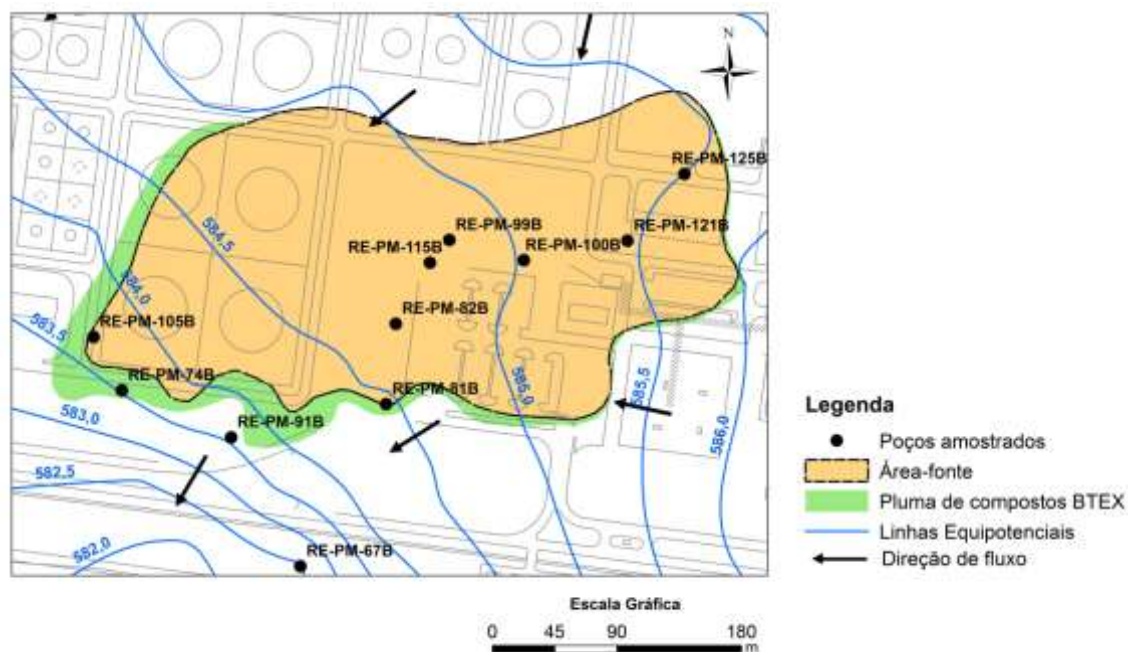 N
RE-PM-125B
RE-PM-99B
RE-PM-121B
RE-PM-115B
RE-PM-100B
584,5
584,0
RE-PM-82B
583,5
RE-PM-105B
RE-PM-74B
RE-PM-81B
585,0
585,5
586,0
583,0
RE-PM-91B
582,5
582,0
RE-PM-67B
Legenda
Poços amostrados
Área-fonte
Pluma de compostos BTEX
Linhas Equipotenciais
Direção de fluxo
Escala Gráfica
0 45 90 180
m